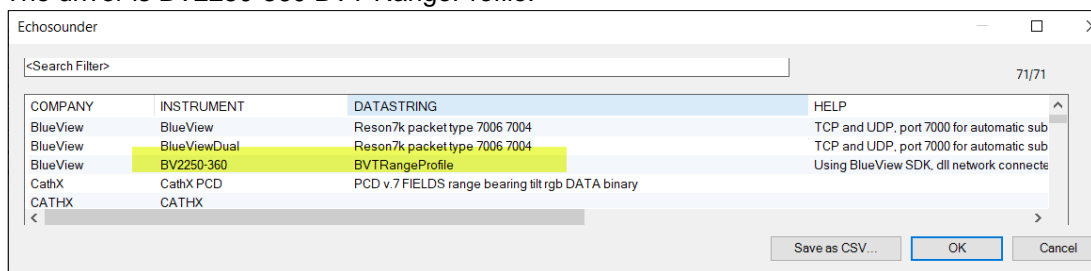 The driver is BV2250-360 BVT RangeProfile.
Echosounder
<Search Filter>
71/71
COMPANY INSTRUMENT DATASTRING HELP
BlueView BlueView Reson7k packet type 7006 7004 TCP and UDP, port 7000 for automatic sub
BlueView BlueViewDual Reson7k packet type 7006 7004 TCP and UDP, port 7000 for automatic sub
BlueView BV2250-360 BVTRangeProfile Using BlueView SDK, dll network connecte
CathX CathX PCD PCD v.7 FIELDS range bearing tilt rgb DATA binary
CATHX CATHX
Save as CSV... OK Cancel